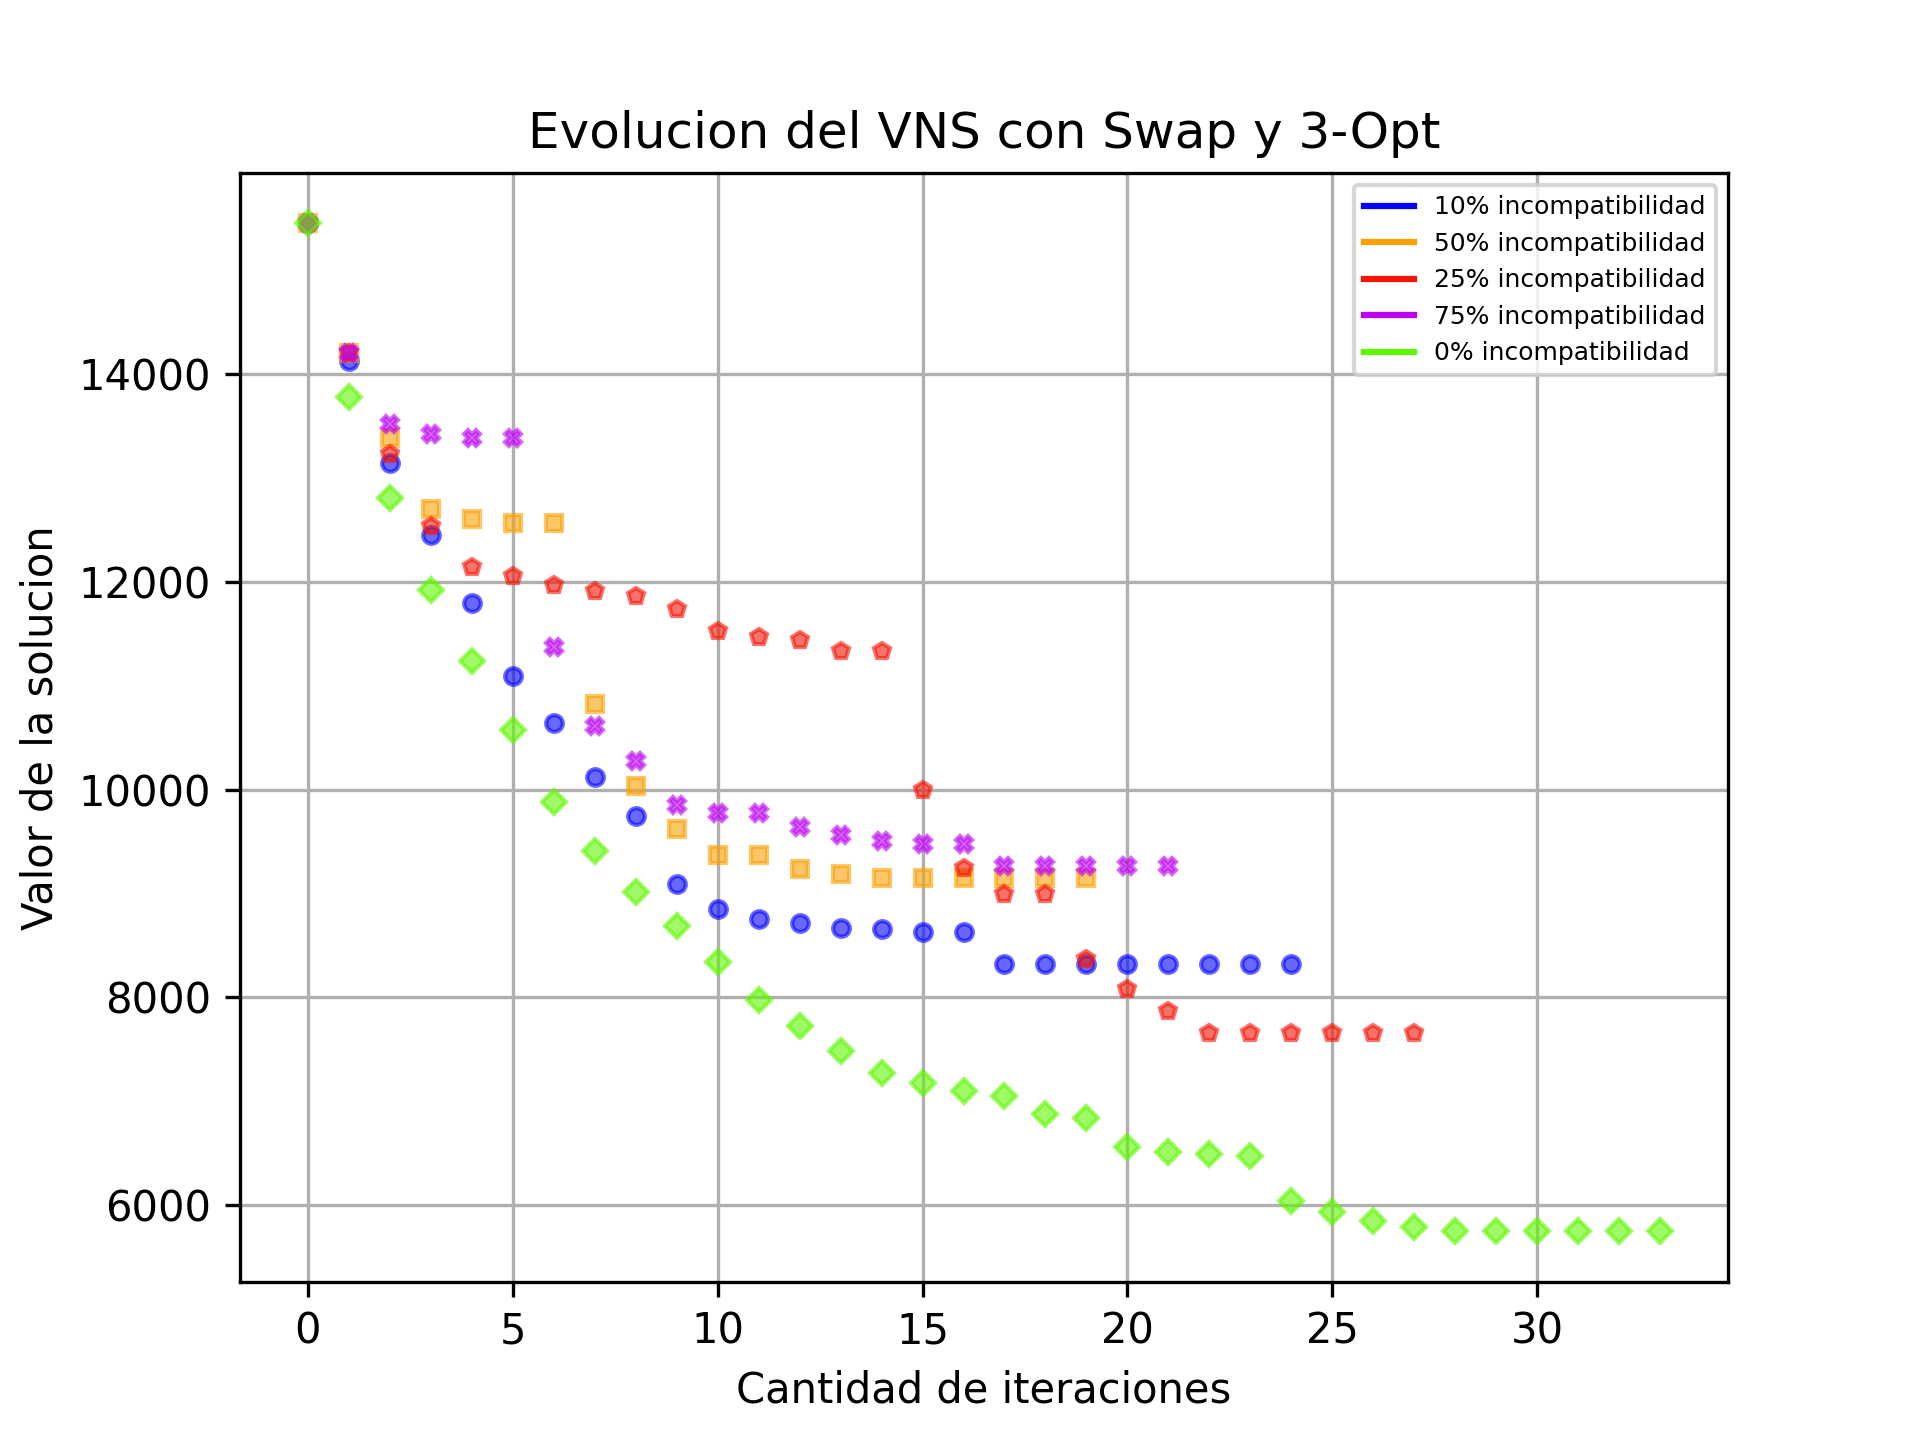 Evolucion del VNS con Swap y 3-Opt
10% incompatibilidad
50% incompatibilidad
25% incompatibilidad
75% incompatibilidad
0% incompatibilidad
Valor de la solucion
14000
12000
10000
8000
6000
0 5 10 15 20 25 30
Cantidad de iteraciones